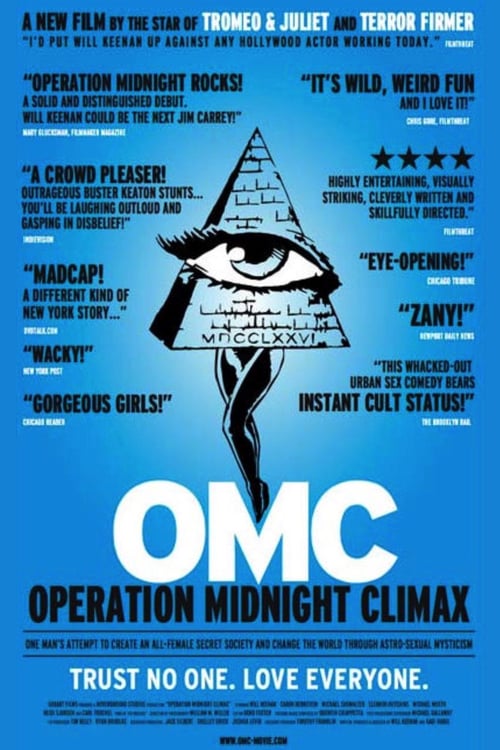 A NEW FILM BY THE STAR OF TROMEO & JULIET AND TERROR FIRMER
"I'D PUT WILL KEENAN UP AGAINST ANY HOLLYWOOD ACTOR WORKING TODAY." FILMTHREAT
"OPERATION MIDNIGHT ROCKS!
A SOLID AND DISTINGUISHED DEBUT.
WILL KEENAN COULD BE THE NEXT JIM CARREY!"
MARY GLUCKSMAN, FILMMAKER MAGAZINE
"IT'S WILD, WEIRD FUN
AND I LOVE IT!"
CHRIS GORE, FILMTHREAT
"A CROWD PLEASER!
OUTRAGEOUS BUSTER KEATON STUNTS...
YOU'LL BE LAUGHING OUTLOUD AND
GASPING IN DISBELIEF!"
INDIEVISION
HIGHLY ENTERTAINING, VISUALLY
STRIKING, CLEVERLY WRITTEN AND
SKILLFULLY DIRECTED."
FILMTHREAT
"MADCAP!
A DIFFERENT KIND OF
NEW YORK STORY..."
DVDTALK.COM
"EYE-OPENING!"
CHICAGO TRIBUNE
"ZANY!"
NEWPORT DAILY NEWS
"WACKY!"
NEW YORK POST
"GORGEOUS GIRLS!"
CHICAGO READER
"THIS WHACKED-OUT
URBAN SEX COMEDY BEARS
INSTANT CULT STATUS!"
THE BROOKLYN RAIL
MDCCLXXVI
OMC
OPERATION MIDNIGHT CLIMAX
ONE MAN'S ATTEMPT TO CREATE AN ALL-FEMALE SECRET SOCIETY AND CHANGE THE WORLD THROUGH ASTRO-SEXUAL MYSTICISM
TRUST NO ONE. LOVE EVERYONE.
WWW.OMC-MOVIE.COM